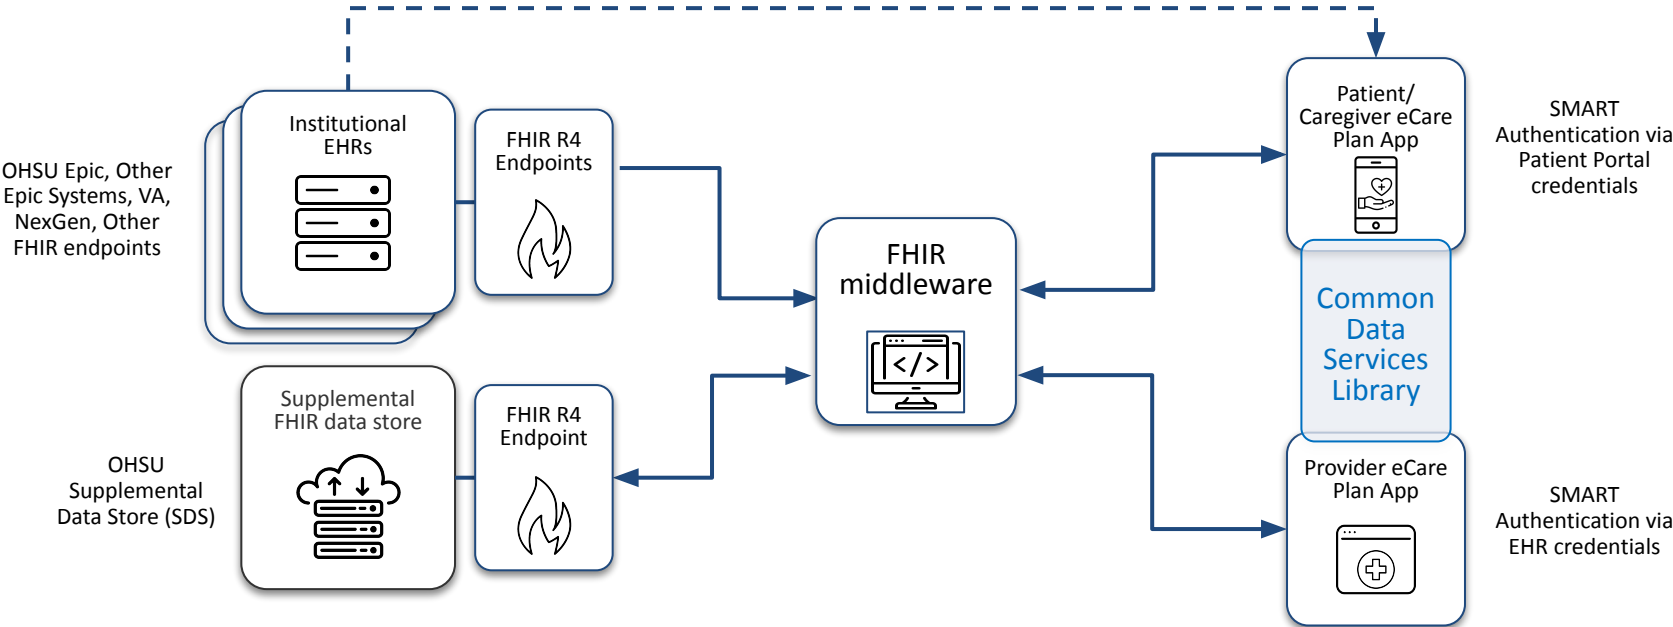 OHSU Epic, Other
Epic Systems, VA,
NexGen, Other
FHIR endpoints
Institutional
EHRs
FHIR R4
Endpoints
OHSU
Supplemental
Data Store (SDS)
Supplemental
FHIR data store
FHIR R4
Endpoint
FHIR
middleware
</>
Patient/
Caregiver eCare
Plan App
SMART
Authentication via
Patient Portal
credentials
Common
Data
Services
Library
Provider eCare
Plan App
SMART
Authentication via
EHR credentials